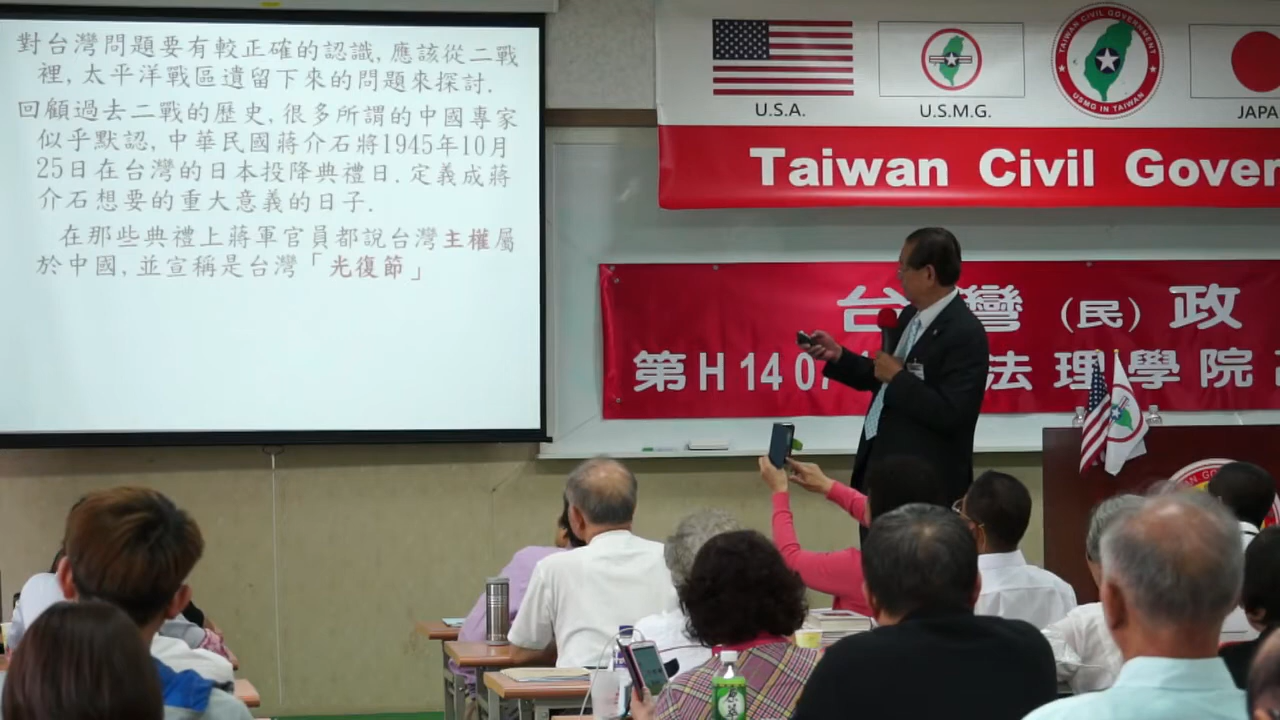 對台灣問題要有較正確的認識, 應該從二戰
裡, 太平洋戰區遺留下來的問題來探討.
回顧過去二戰的歷史, 很多所謂的中國專家
似乎默認, 中華民國蔣介石將1945年10月
25日在台灣的日本投降典禮日. 定義成蔣
介石想要的重大意義的日子.
在那些典禮上蔣軍官員都說台灣主權屬
於中國, 並宣稱是台灣「光復節」
U.S.A.
U.S.M.G.
TAIWAN CIVIL GOVERNMENT
USMG IN TAIWAN
JAPA
Taiwan Civil Gover
台灣 (民) 政
第H 14 07 法理學院